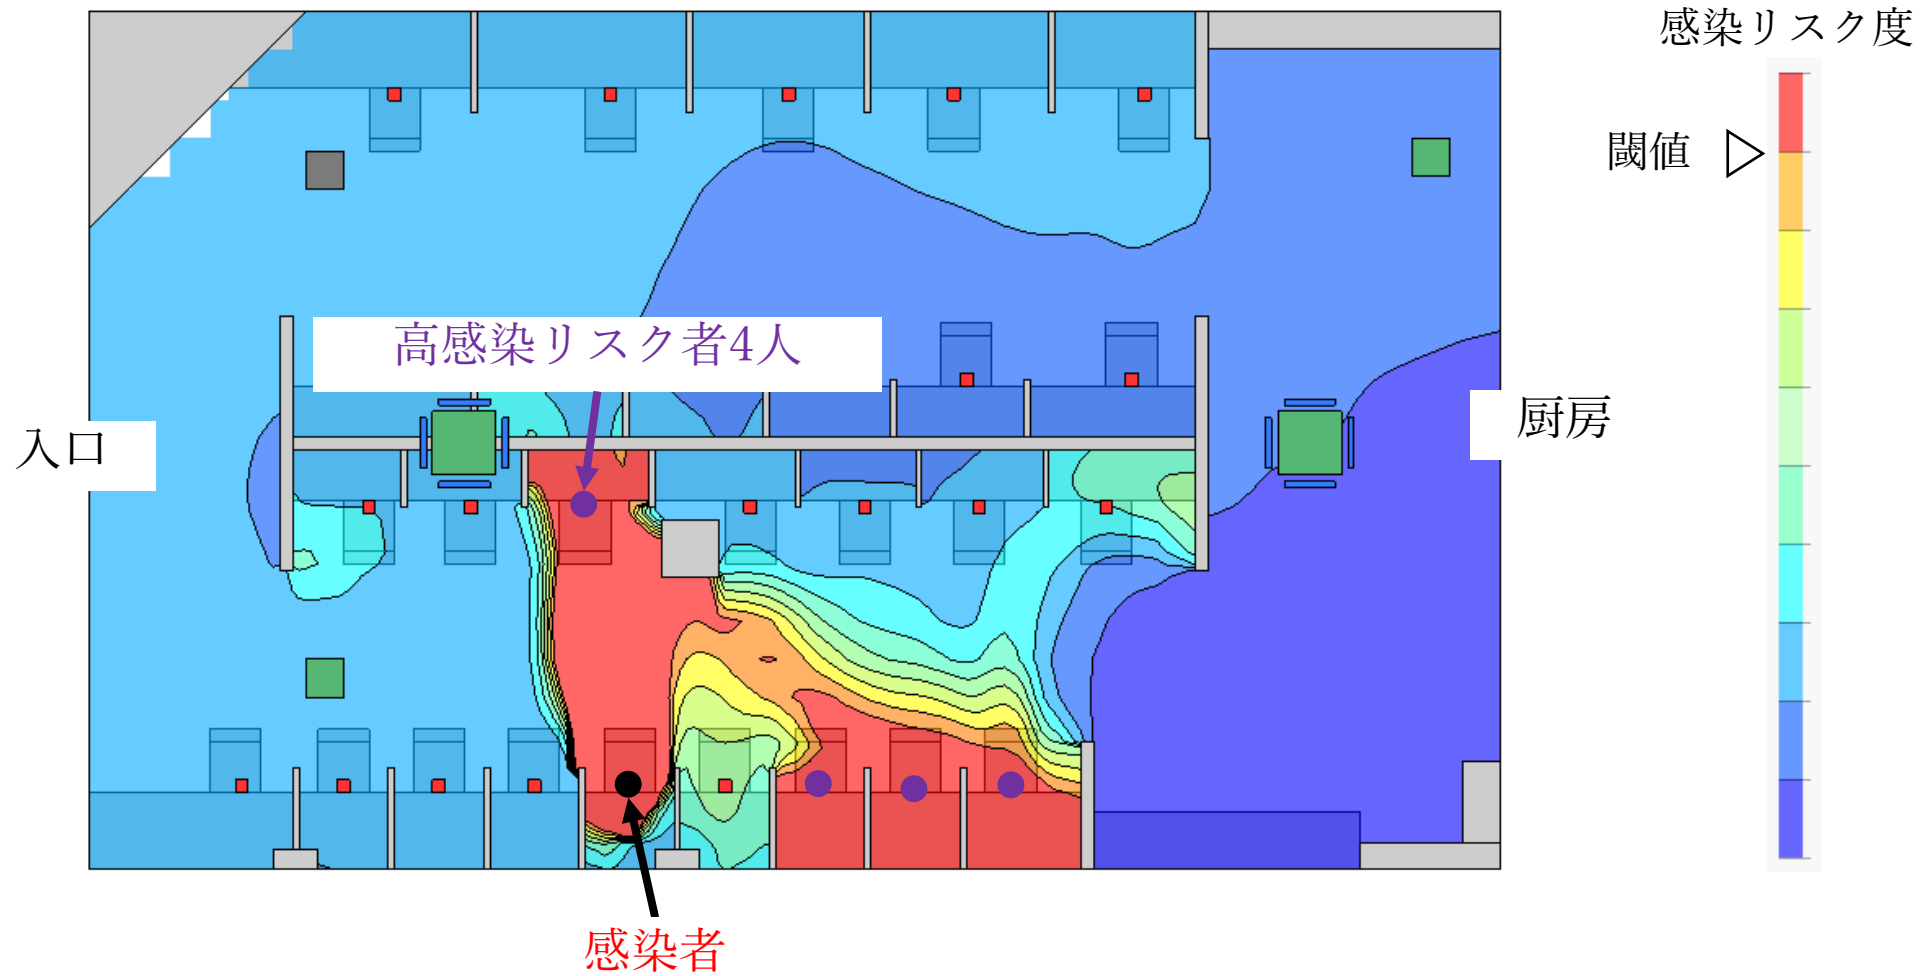 感染リスク度
閾値
高感染リスク者4人
入口
厨房
感染者